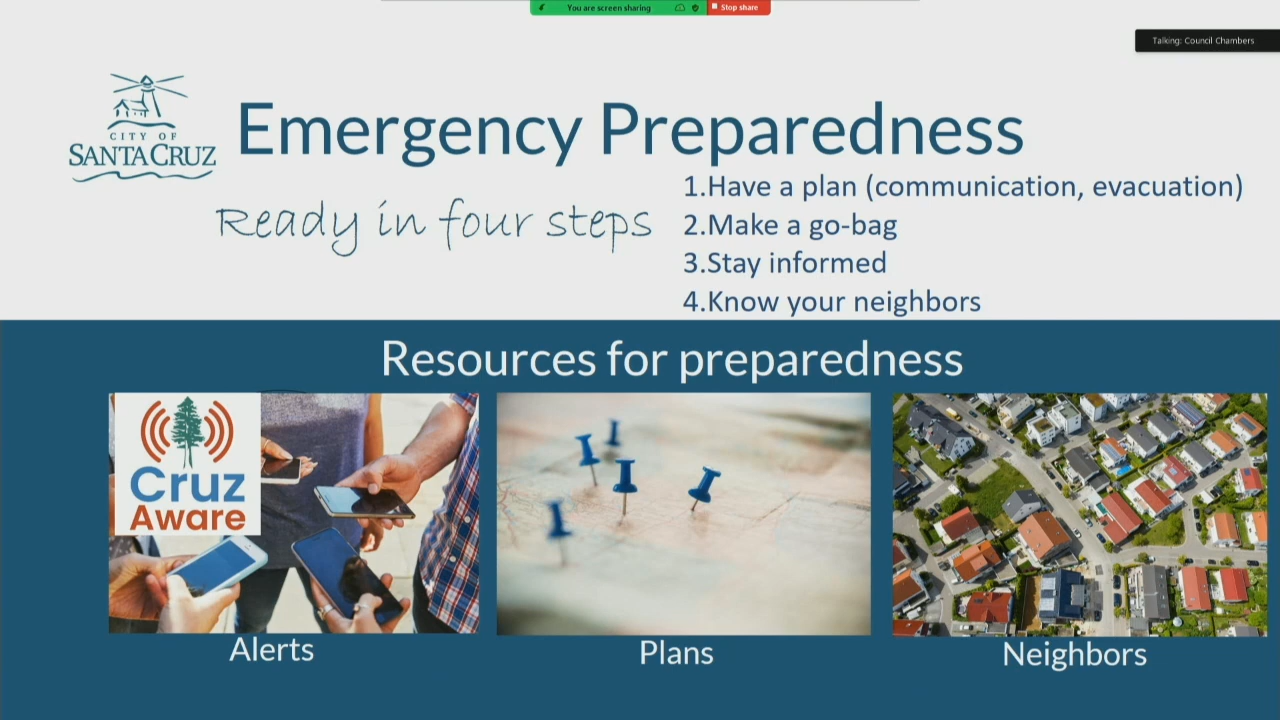 You are screen sharing
Stop share
Talking: Council Chambers
CITY OF
SANTA CRUZ
Emergency Preparedness
Ready in four steps
1.Have a plan (communication, evacuation)
2.Make a go-bag
3.Stay informed
4.Know your neighbors
Resources for preparedness
Cruz
Aware
Alerts
Plans
Neighbors